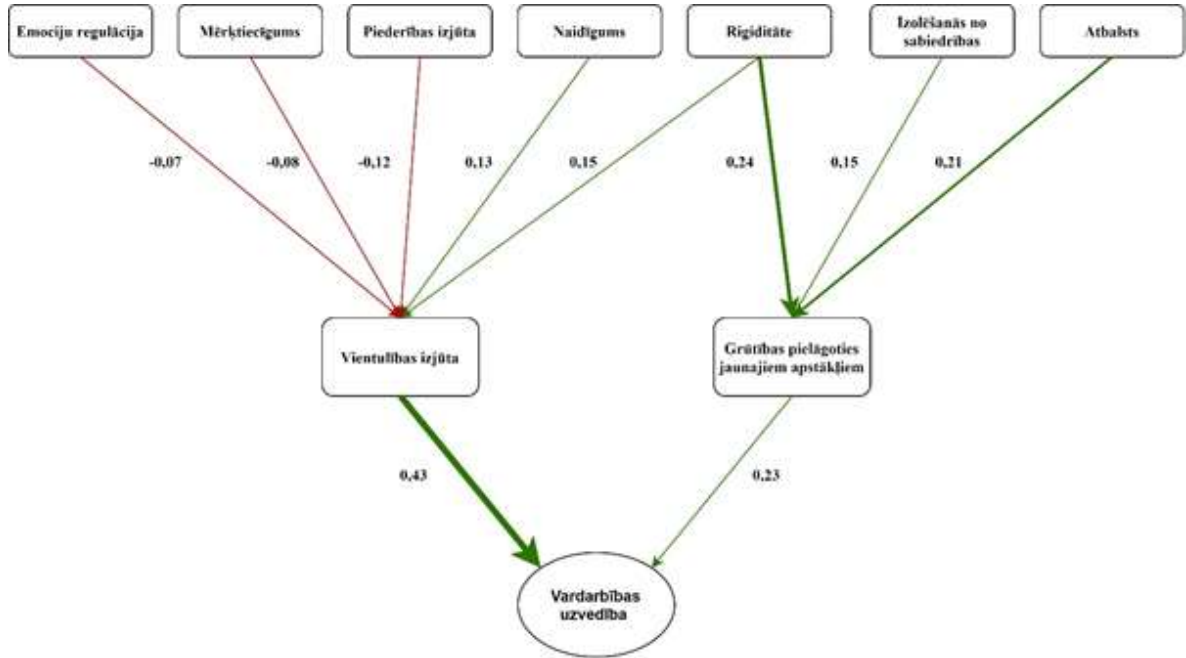 Emociju regulācija
Mērķtiecīgums
Piederības izjūta
Naidīgums
Rigiditāte
Izolēšanās no
sabiedrības
Atbalsts
-0,07
-0,08
-0,12
0,13
0,15
0,24
0,15
0,21
Vientulības izjūta
Grūtības pielāgoties
jaunajiem apstākļiem
0,43
0,23
Vardarbības
uzvedība